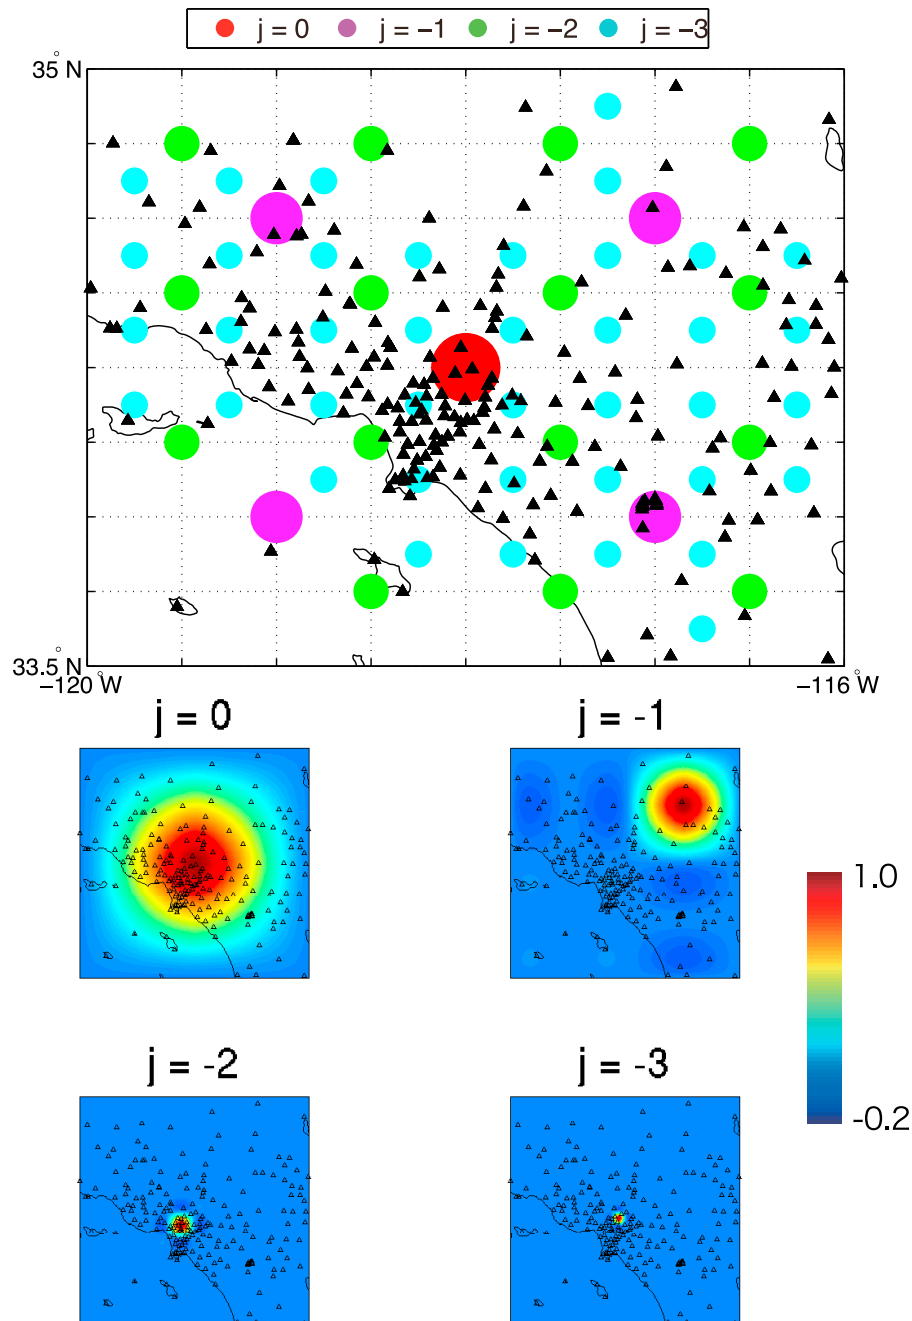 j = 0 j = −1 j = −2 j = −3
35°N
33.5°N
−120°W −116°W
j = 0 j = -1
1.0
-0.2
j = -2 j = -3